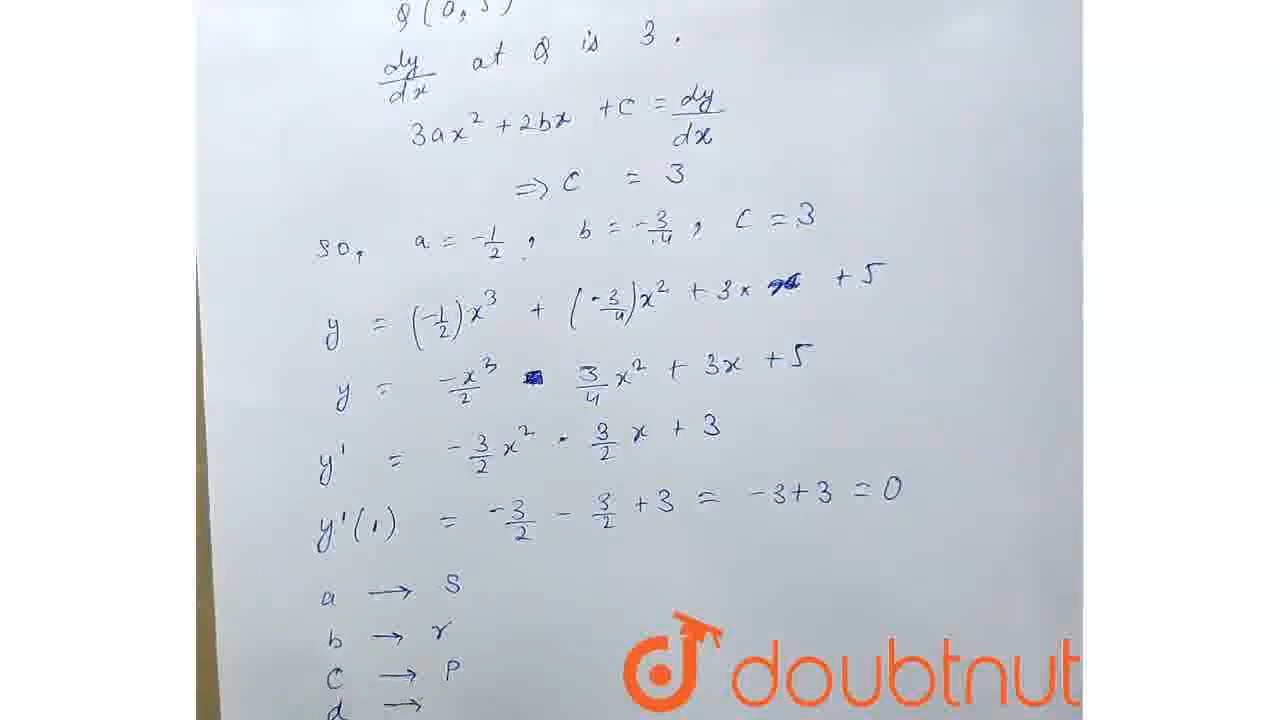 Q (0, 5)
dy/dx at Q is 3.
3ax² + 2bx + c = dy/dx
⇒ c = 3
so, a = -1/2, b = -3/4, c = 3
y = (-1/2)x³ + (-3/4)x² + 3x + 5
y = -x³/2 - 3/4 x² + 3x + 5
y' = -3/2 x² - 3/2 x + 3
y'(1) = -3/2 - 3/2 + 3 = -3+3 = 0
a → S
b → r
c → P
d →
doubtnut